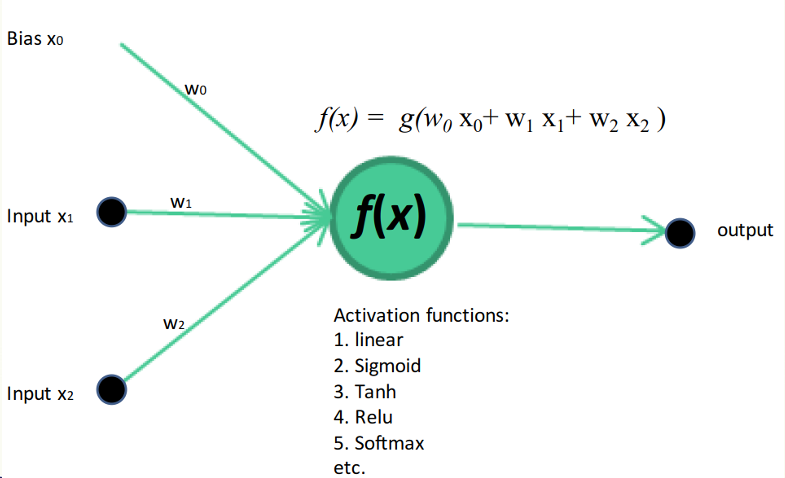 Bias x0
w0
f(x) = g(w0 x0+ w1 x1+ w2 x2 )
Input x1
w1
f(x)
output
w2
Input x2
Activation functions:
1. linear
2. Sigmoid
3. Tanh
4. Relu
5. Softmax
etc.